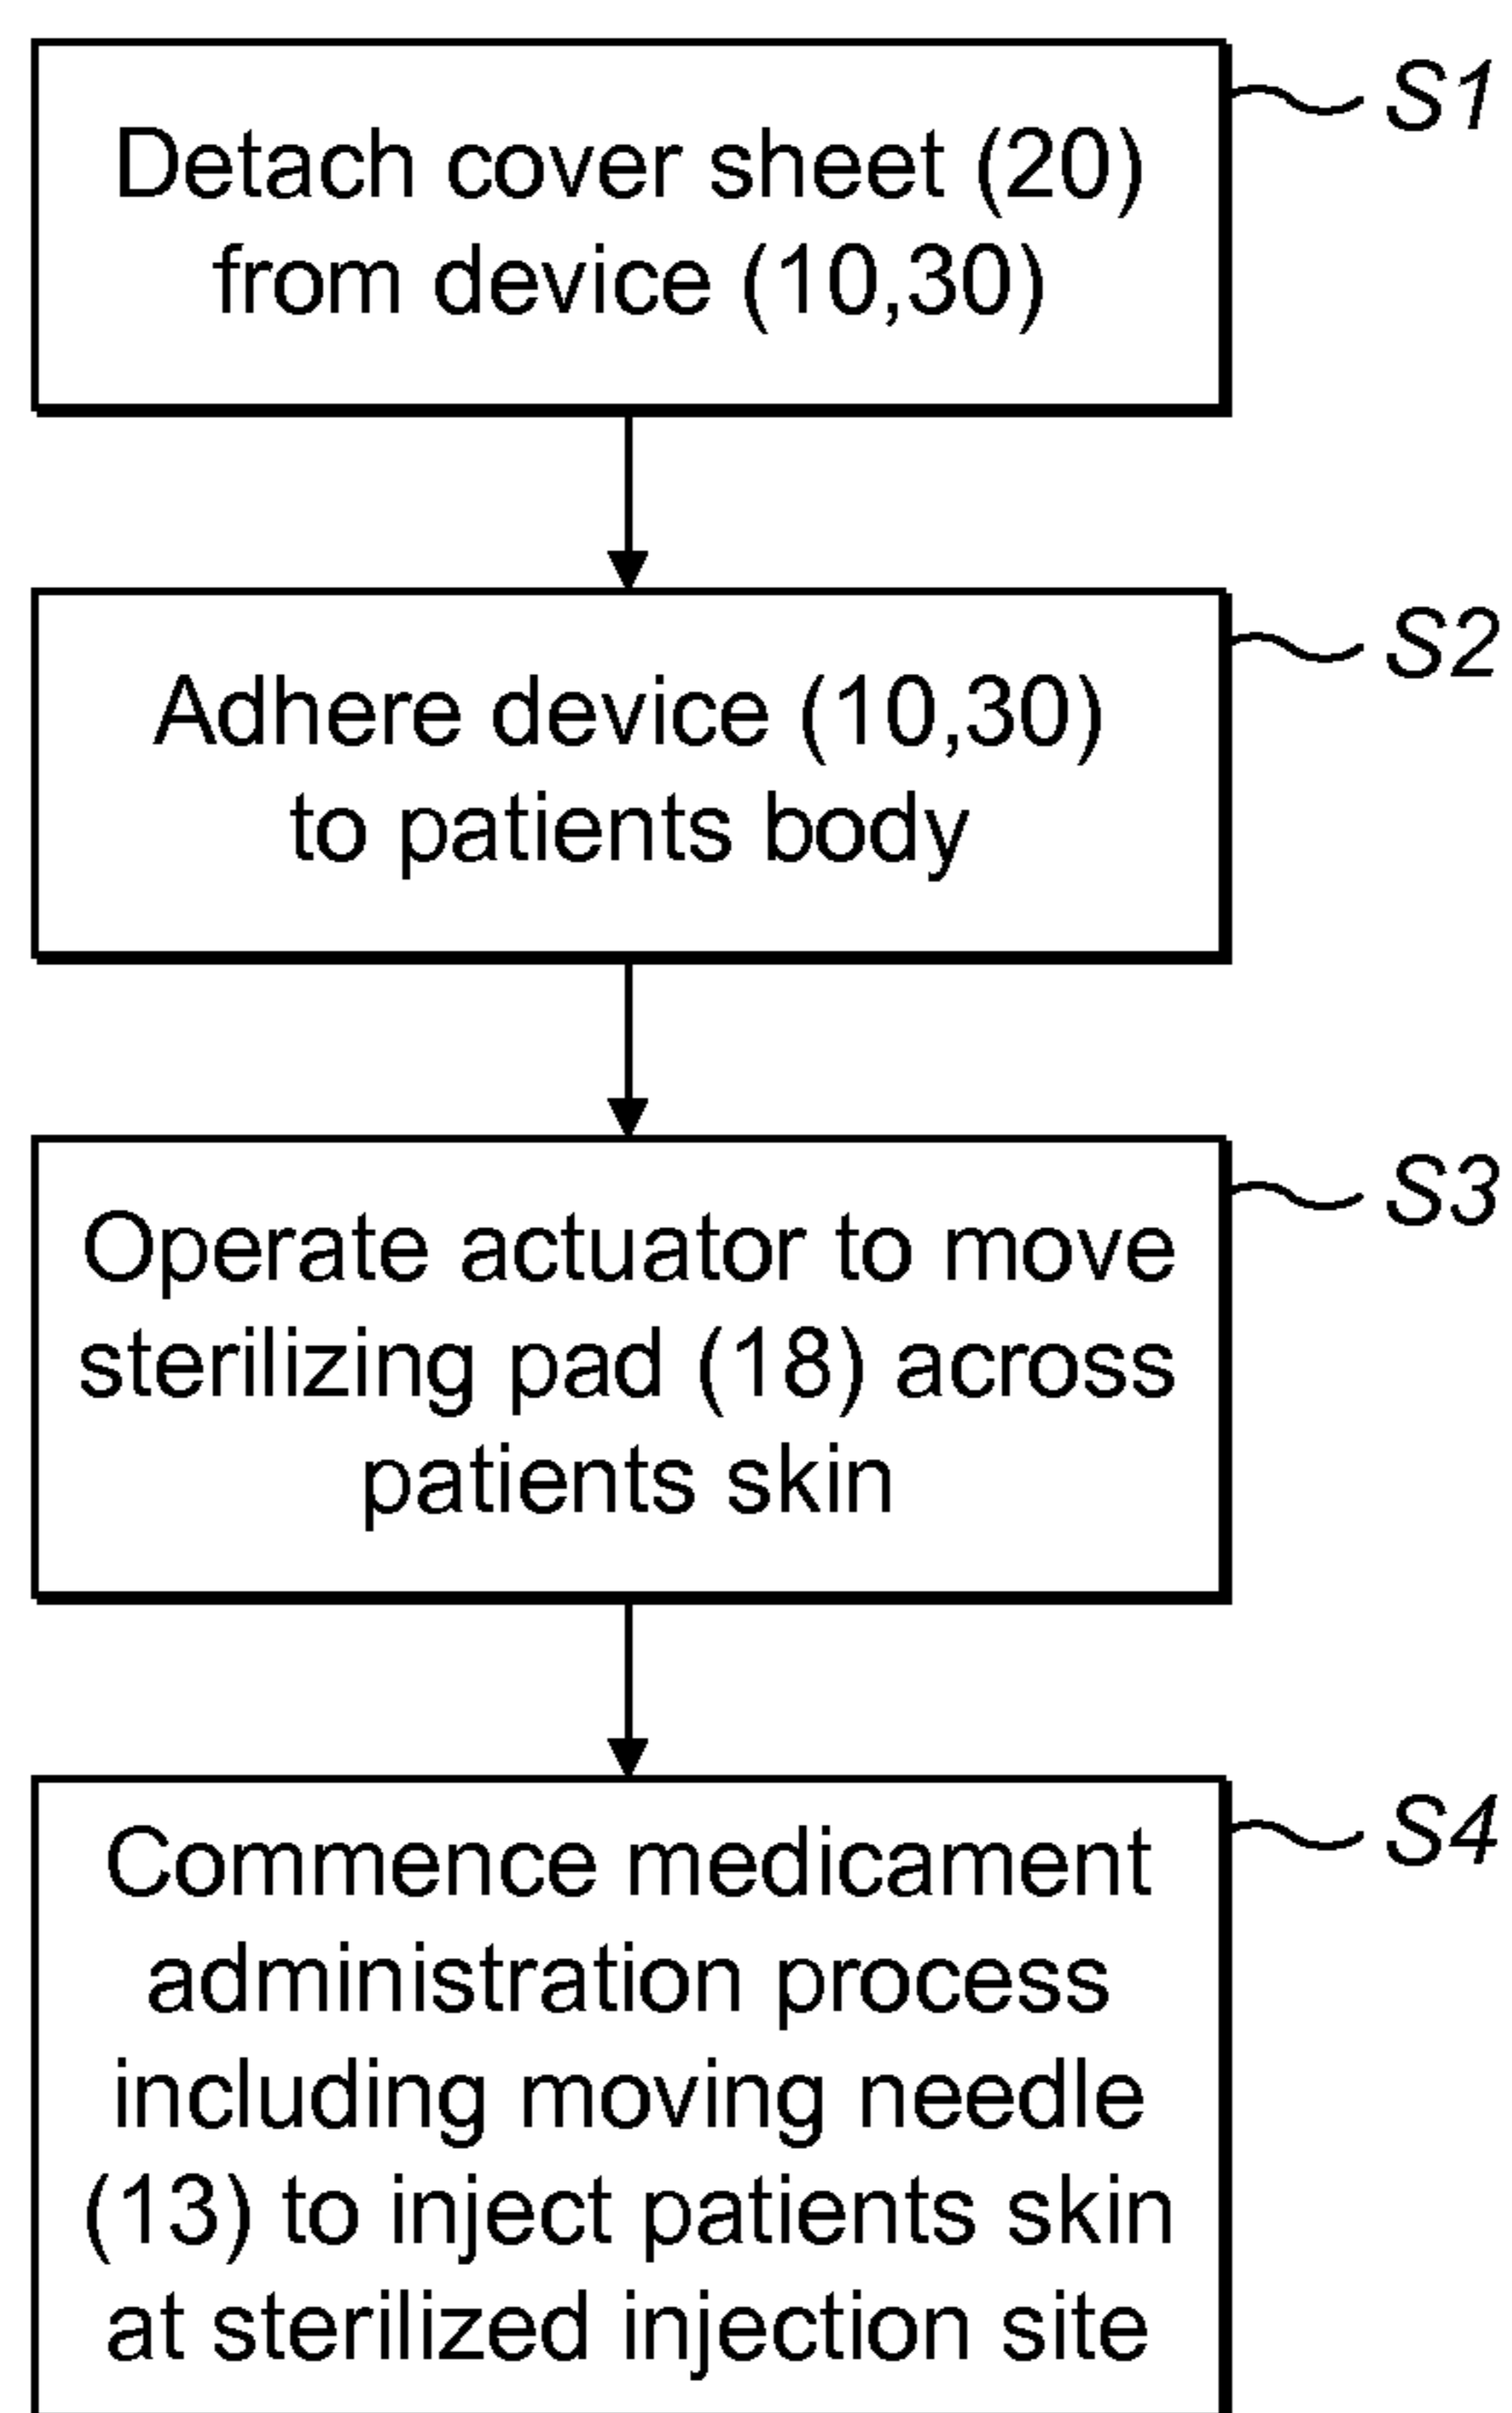 Detach cover sheet (20)
from device (10,30)
S1
Adhere device (10,30)
to patients body
S2
Operate actuator to move
sterilizing pad (18) across
patients skin
S3
Commence medicament
administration process
including moving needle
(13) to inject patients skin
at sterilized injection site
S4